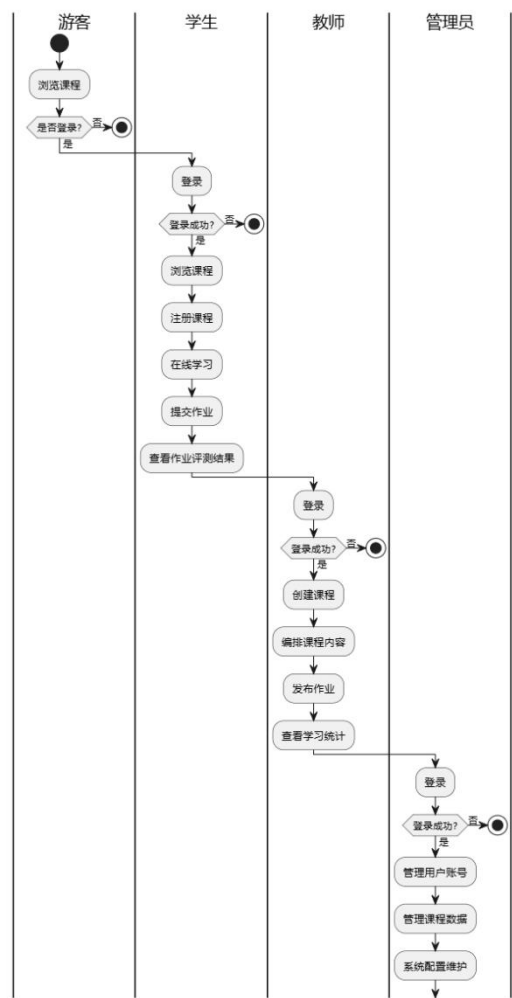 游客
学生
教师
管理员
浏览课程
是否登录?
否
是
登录
登录成功?
否
是
浏览课程
注册课程
在线学习
提交作业
查看作业评测结果
登录
登录成功?
否
是
创建课程
编排课程内容
发布作业
查看学习统计
登录
登录成功?
否
是
管理用户账号
管理课程数据
系统配置维护